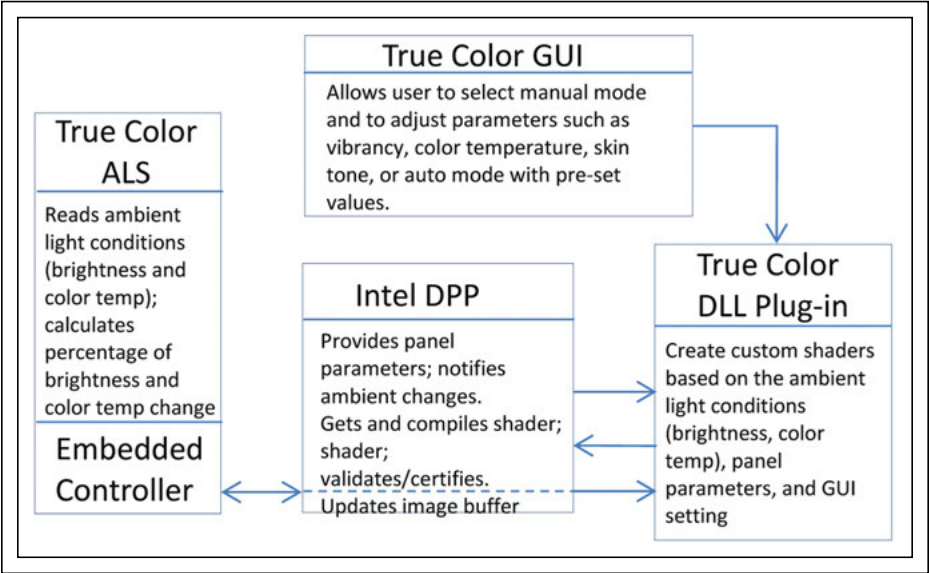 True Color GUI
Allows user to select manual mode
and to adjust parameters such as
vibrancy, color temperature, skin
tone, or auto mode with pre-set
values.
True Color
ALS
Reads ambient
light conditions
(brightness and
color temp);
calculates
percentage of
brightness and
color temp change
Embedded
Controller
Intel DPP
Provides panel
parameters; notifies
ambient changes.
Gets and compiles shader;
shader;
validates/certifies.
Updates image buffer
True Color
DLL Plug-in
Create custom shaders
based on the ambient
light conditions
(brightness, color
temp), panel
parameters, and GUI
setting